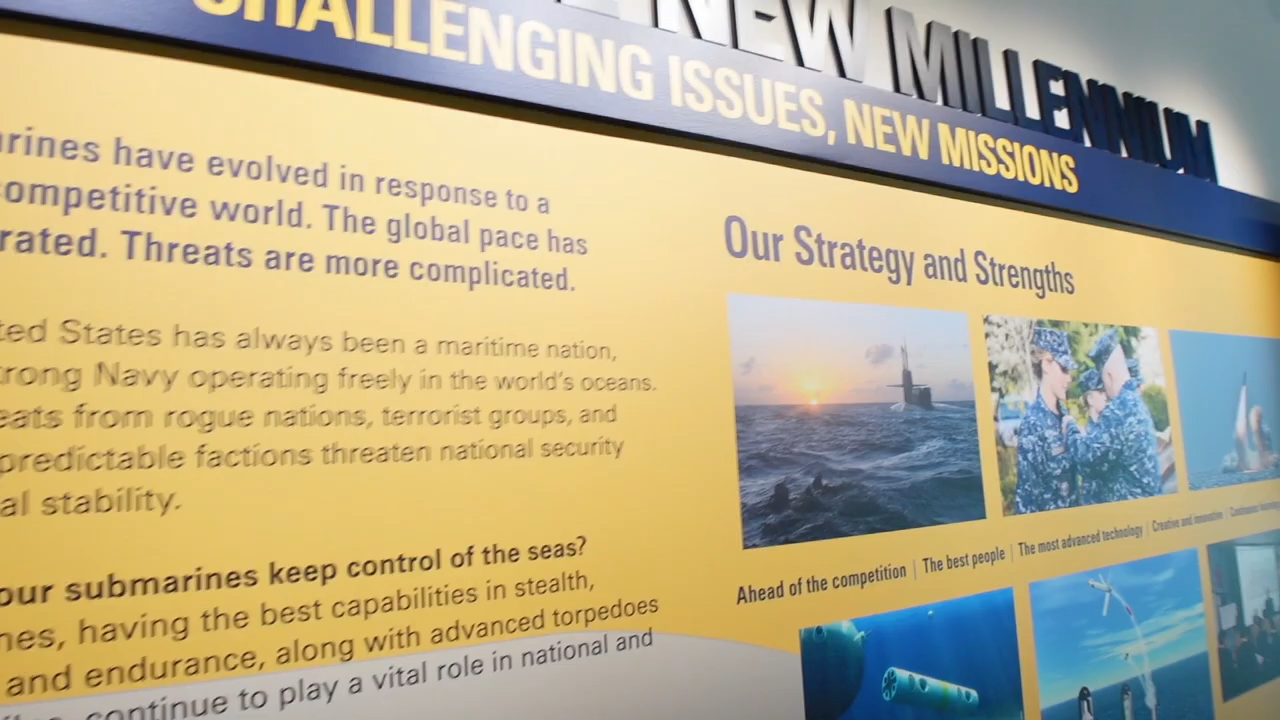 NEW MILLENNIUM
CHALLENGING ISSUES, NEW MISSIONS
rines have evolved in response to a
ompetitive world. The global pace has
rated. Threats are more complicated.
ted States has always been a maritime nation,
rong Navy operating freely in the world's oceans.
eats from rogue nations, terrorist groups, and
predictable factions threaten national security
al stability.
our submarines keep control of the seas?
nes, having the best capabilities in stealth,
and endurance, along with advanced torpedoes
continue to play a vital role in national and
Our Strategy and Strengths
Ahead of the competition | The best people | The most advanced technology | Creative and innovative | Continuous